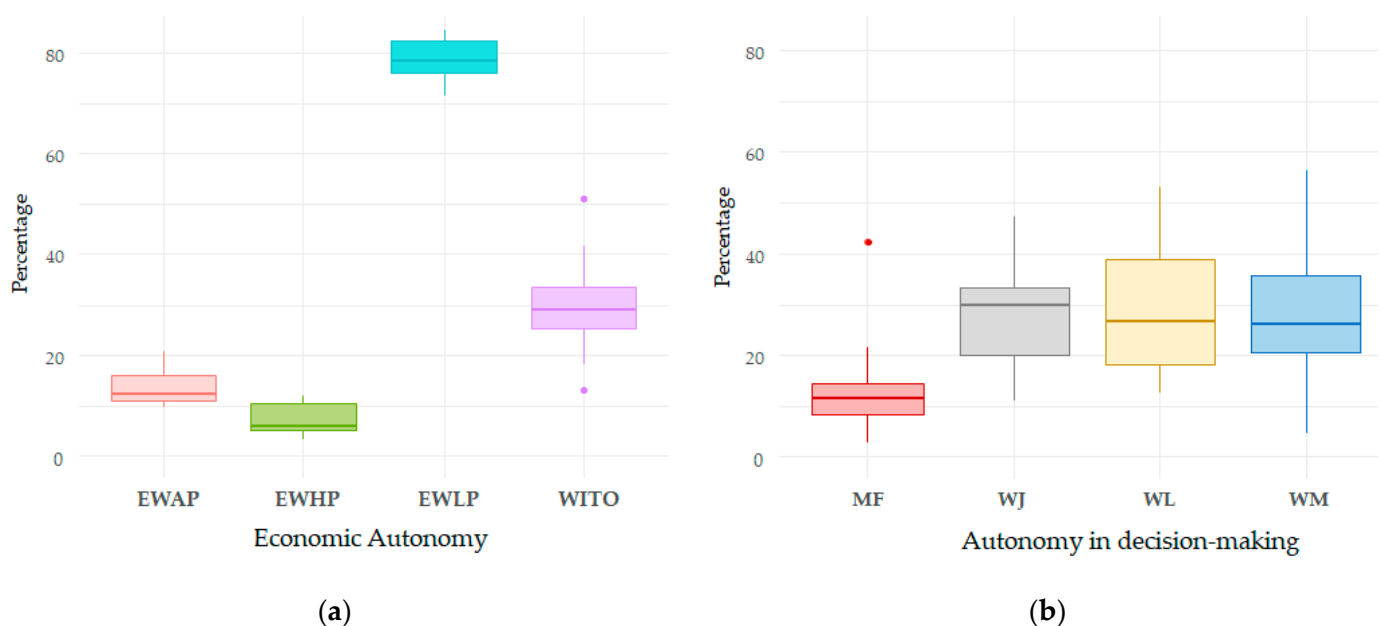 Percentage
80
60
40
20
0
EWAP EWHP EWLP WITO
Economic Autonomy
(a)
Percentage
80
60
40
20
0
MF WJ WL WM
Autonomy in decision-making
(b)